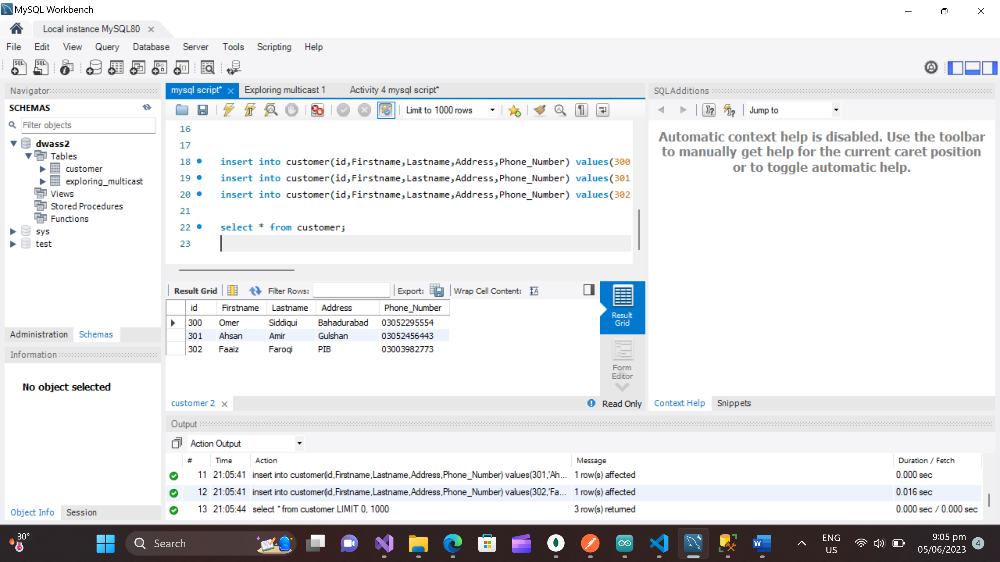 MySQL Workbench
Local instance MySQL80
File Edit View Query Database Server Tools Scripting Help
Navigator
SCHEMAS
Filter objects
dwass2
Tables
customer
exploring_multicast
Views
Stored Procedures
Functions
sys
test
Administration Schemas
Information
No object selected
Object Info Session
mysql script* Exploring multicast 1 Activity 4 mysql script*
Limit to 1000 rows
16
17
18 insert into customer(id,Firstname,Lastname,Address,Phone_Number) values(300
19 insert into customer(id,Firstname,Lastname,Address,Phone_Number) values(301
20 insert into customer(id,Firstname,Lastname,Address,Phone_Number) values(302
21
22 select * from customer;
23
Result Grid Filter Rows: Export: Wrap Cell Content:
id Firstname Lastname Address Phone_Number
300 Omer Siddiqui Bahadurabad 03052295554
301 Ahsan Amir Gulshan 03052456443
302 Faaiz Faroqi PIB 03003982773
Result
Grid
Form
Editor
customer 2 Read Only
SQLAdditions
Jump to
Automatic context help is disabled. Use the toolbar
to manually get help for the current caret position
or to toggle automatic help.
Context Help Snippets
Output
Action Output
# Time Action Message Duration / Fetch
11 21:05:41 insert into customer(id,Firstname,Lastname,Address,Phone_Number) values(301,'Ah... 1 row(s) affected 0.000 sec
12 21:05:41 insert into customer(id,Firstname,Lastname,Address,Phone_Number) values(302,'Fa... 1 row(s) affected 0.016 sec
13 21:05:44 select * from customer LIMIT 0, 1000 3 row(s) returned 0.000 sec / 0.000 sec
30°
Search
ENG
US
9:05 pm
05/06/2023
4